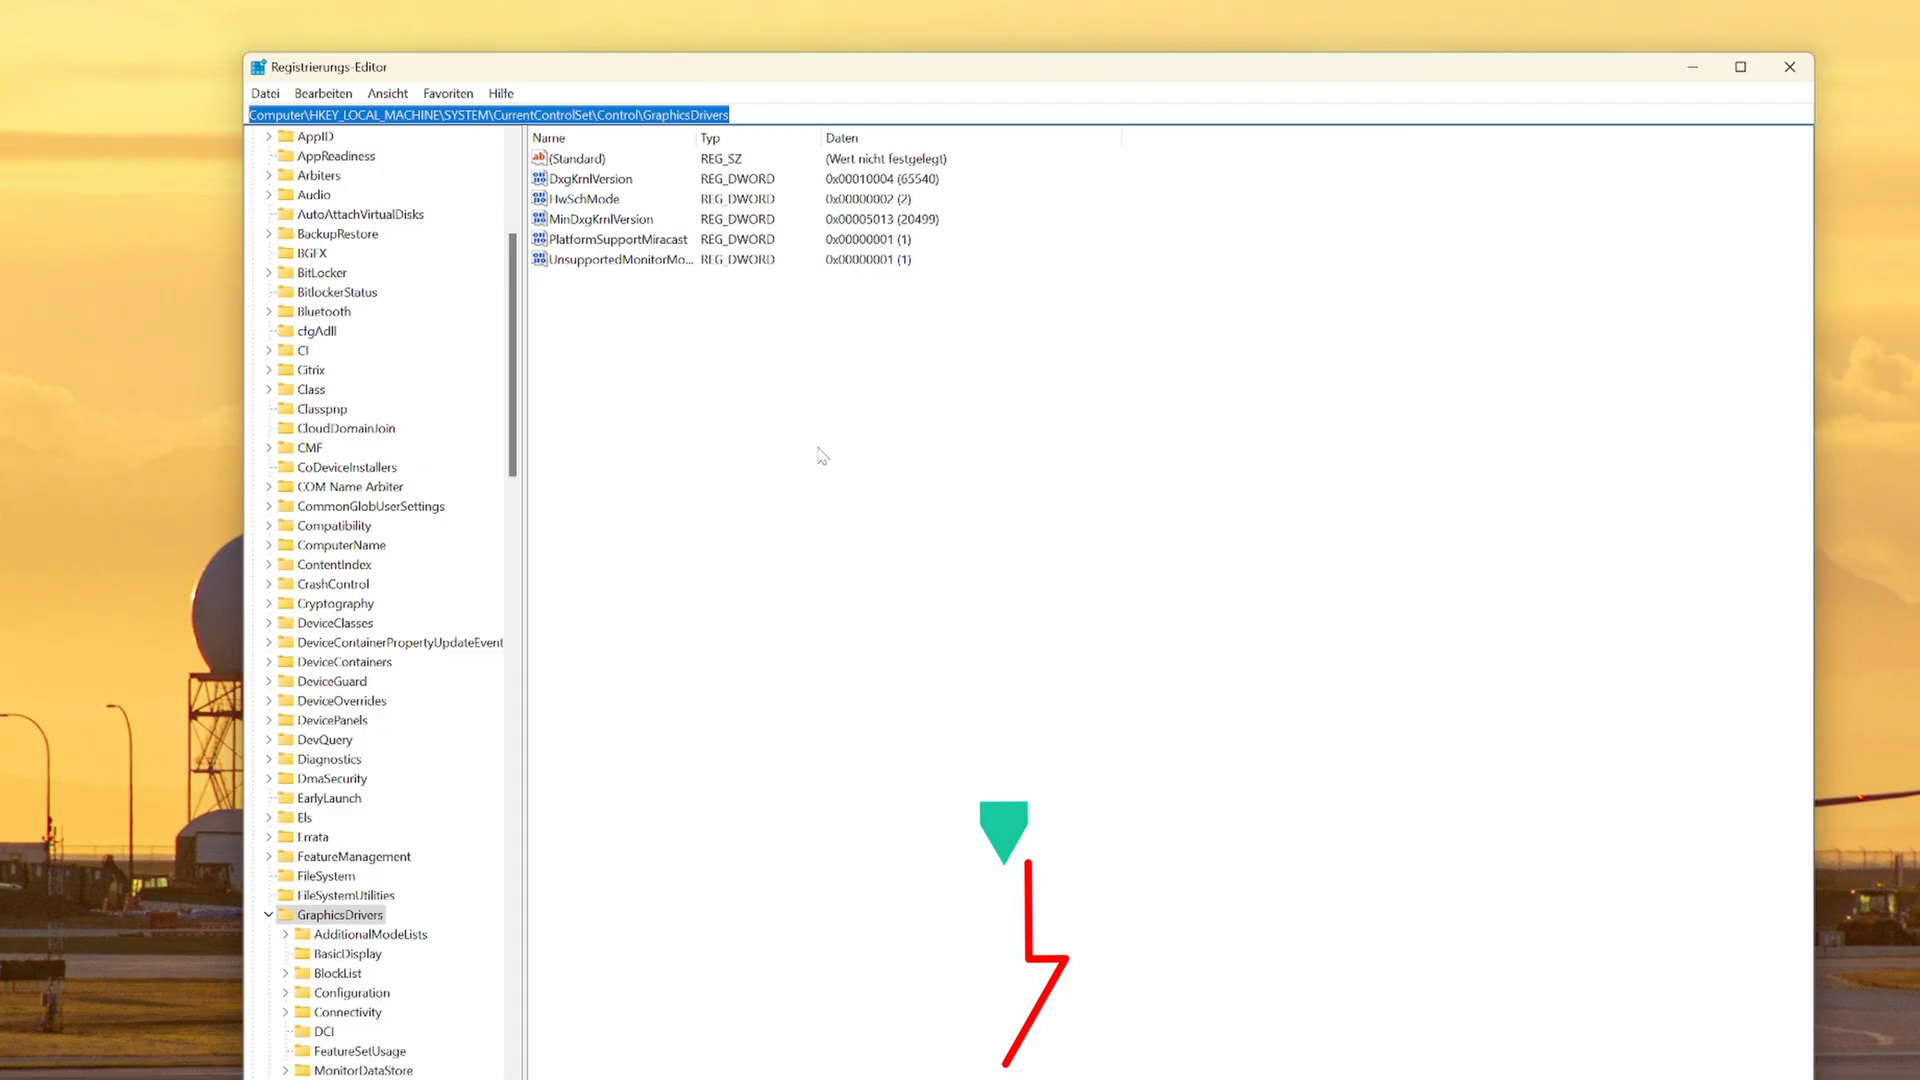 Registrierungs-Editor
Datei Bearbeiten Ansicht Favoriten Hilfe
Computer\HKEY_LOCAL_MACHINE\SYSTEM\CurrentControlSet\Control\GraphicsDrivers
AppID
AppReadiness
Arbiters
Audio
AutoAttachVirtualDisks
BackupRestore
BGFX
BitLocker
BitlockerStatus
Bluetooth
cfgAdll
CI
Citrix
Class
Classpnp
CloudDomainJoin
CMF
CoDeviceInstallers
COM Name Arbiter
CommonGlobUserSettings
Compatibility
ComputerName
ContentIndex
CrashControl
Cryptography
DeviceClasses
DeviceContainerPropertyUpdateEvent
DeviceContainers
DeviceGuard
DeviceOverrides
DevicePanels
DevQuery
Diagnostics
DmaSecurity
EarlyLaunch
Els
Errata
FeatureManagement
FileSystem
FileSystemUtilities
GraphicsDrivers
AdditionalModeLists
BasicDisplay
BlockList
Configuration
Connectivity
DCI
FeatureSetUsage
MonitorDataStore
Name Typ Daten
(Standard) REG_SZ (Wert nicht festgelegt)
DxgKrnlVersion REG_DWORD 0x00010004 (65540)
HwSchMode REG_DWORD 0x00000002 (2)
MinDxgKrnlVersion REG_DWORD 0x00005013 (20499)
PlatformSupportMiracast REG_DWORD 0x00000001 (1)
UnsupportedMonitorMo... REG_DWORD 0x00000001 (1)